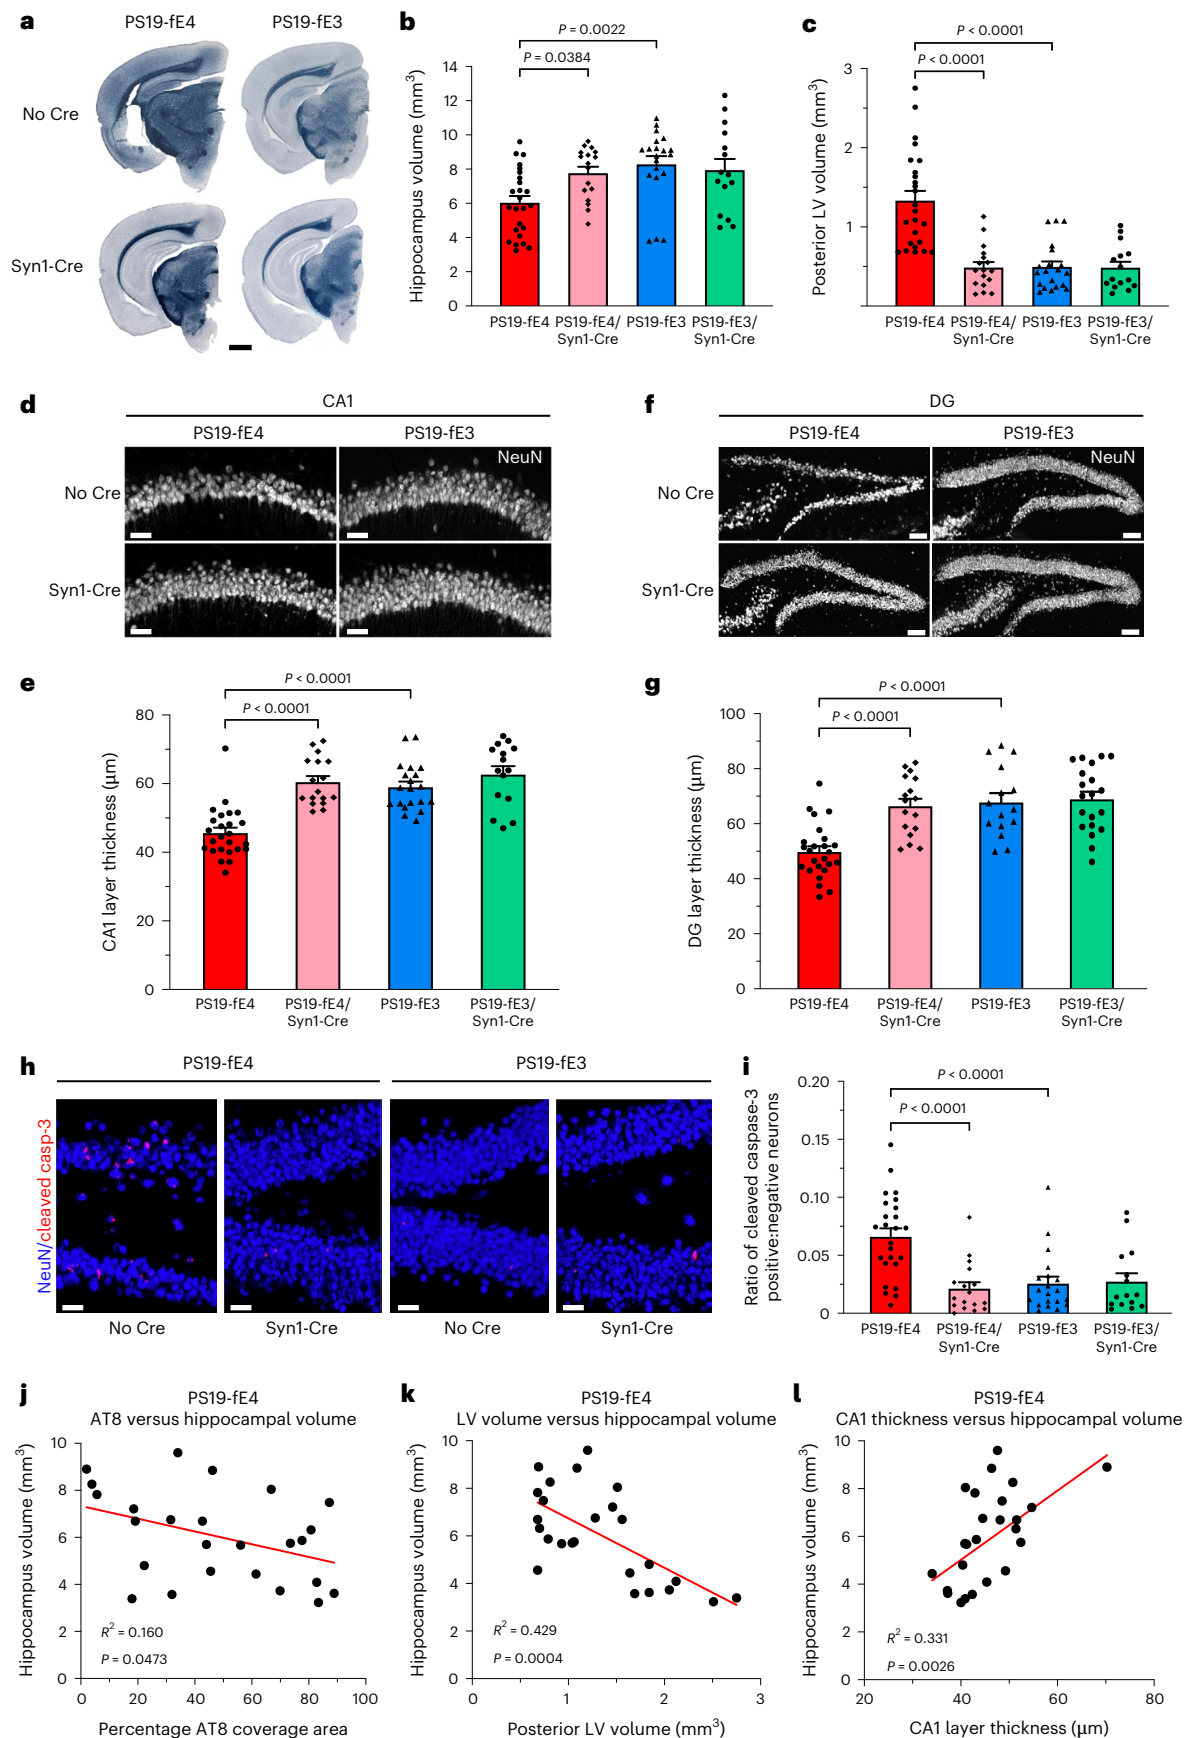 a
PS19-fE4
PS19-fE3
No Cre
Syn1-Cre
b
P = 0.0022
P = 0.0384
Hippocampus volume (mm³)
14
12
10
8
6
4
2
0
PS19-fE4
PS19-fE4/
Syn1-Cre
PS19-fE3
PS19-fE3/
Syn1-Cre
c
P < 0.0001
P < 0.0001
Posterior LV volume (mm³)
3
2
1
0
PS19-fE4
PS19-fE4/
Syn1-Cre
PS19-fE3
PS19-fE3/
Syn1-Cre
d
CA1
PS19-fE4
PS19-fE3
NeuN
No Cre
Syn1-Cre
f
DG
PS19-fE4
PS19-fE3
NeuN
No Cre
Syn1-Cre
e
P < 0.0001
P < 0.0001
CA1 layer thickness (μm)
80
60
40
20
0
PS19-fE4
PS19-fE4/
Syn1-Cre
PS19-fE3
PS19-fE3/
Syn1-Cre
g
P < 0.0001
P < 0.0001
DG layer thickness (μm)
100
80
60
40
20
0
PS19-fE4
PS19-fE4/
Syn1-Cre
PS19-fE3
PS19-fE3/
Syn1-Cre
h
PS19-fE4
PS19-fE3
NeuN/cleaved casp-3
No Cre
Syn1-Cre
No Cre
Syn1-Cre
i
P < 0.0001
P < 0.0001
Ratio of cleaved caspase-3
positive:negative neurons
0.20
0.15
0.10
0.05
0
PS19-fE4
PS19-fE4/
Syn1-Cre
PS19-fE3
PS19-fE3/
Syn1-Cre
j
PS19-fE4
AT8 versus hippocampal volume
Hippocampus volume (mm³)
10
8
6
4
2
0
R² = 0.160
P = 0.0473
0 20 40 60 80 100
Percentage AT8 coverage area
k
PS19-fE4
LV volume versus hippocampal volume
Hippocampus volume (mm³)
10
8
6
4
2
0
R² = 0.429
P = 0.0004
0 1 2 3
Posterior LV volume (mm³)
l
PS19-fE4
CA1 thickness versus hippocampal volume
Hippocampus volume (mm³)
10
8
6
4
2
0
R² = 0.331
P = 0.0026
20 40 60 80
CA1 layer thickness (μm)